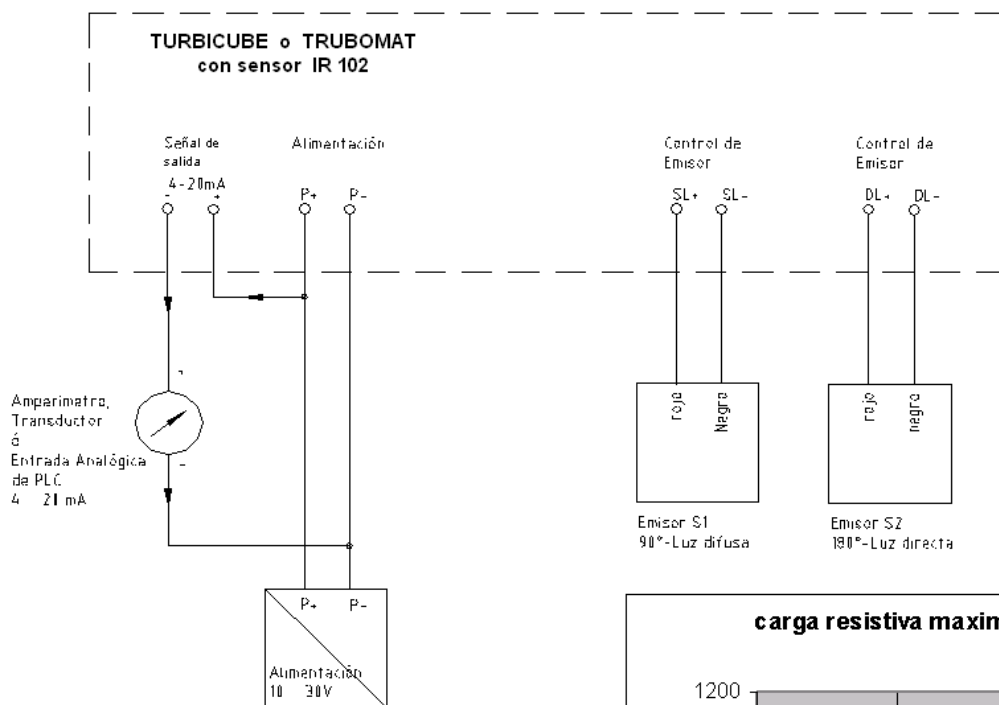 TURBICUBE o TRUBOMAT
con sensor IR 102
Señal de
salida
4-20mA
- +
Alimentación
P+ P-
Control de
Emisor
SL+ SL-
Control de
Emisor
DL+ DL-
Amperimetro,
Transductor
ó
Entrada Analógica
de PLC
4 20 mA
+
-
rojo
Negro
rojo
negro
Emisor S1
90°-Luz difusa
Emisor S2
180°-Luz directa
P+ P-
Alimentación
10 30V
carga resistiva maxim
1200